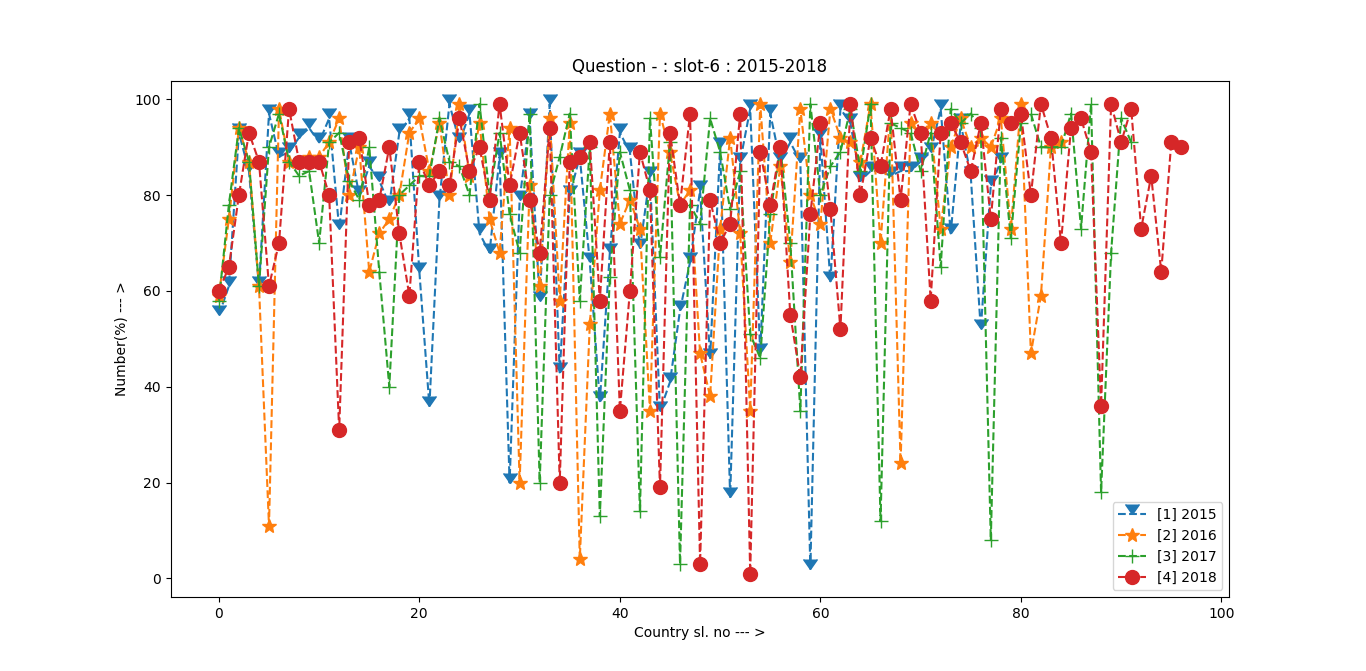 Question - : slot-6 : 2015-2018
Number(%) --- >
100
80
60
40
20
0
0 20 40 60 80 100
Country sl. no --- >
[1] 2015
[2] 2016
[3] 2017
[4] 2018